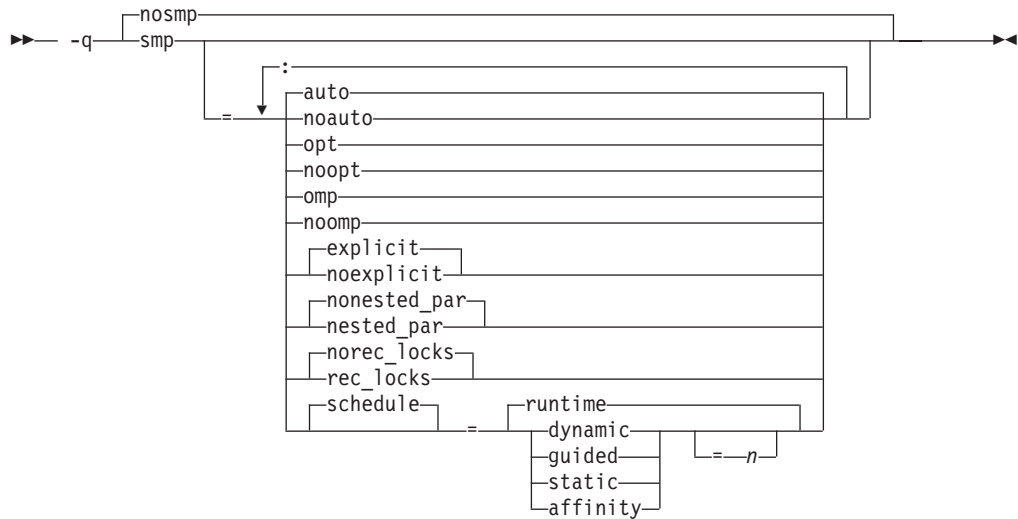 nosmp
-q smp
:
auto
= noauto
opt
noopt
omp
noomp
explicit
noexplicit
nonested_par
nested_par
norec_locks
rec_locks
schedule runtime
= dynamic
guided = n
static
affinity